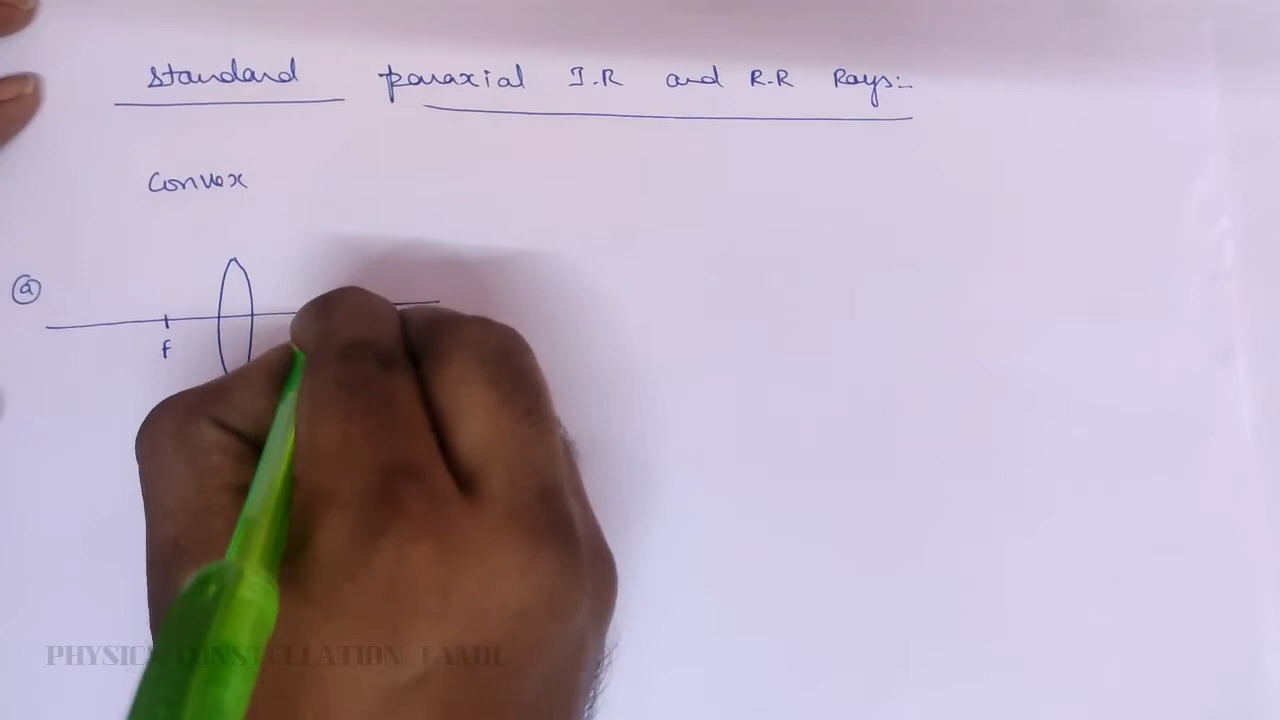 Standard paraxial I.R and R.R Rays:-
Convex
a
f
PHYSICS CONSTELLATION TAMIL